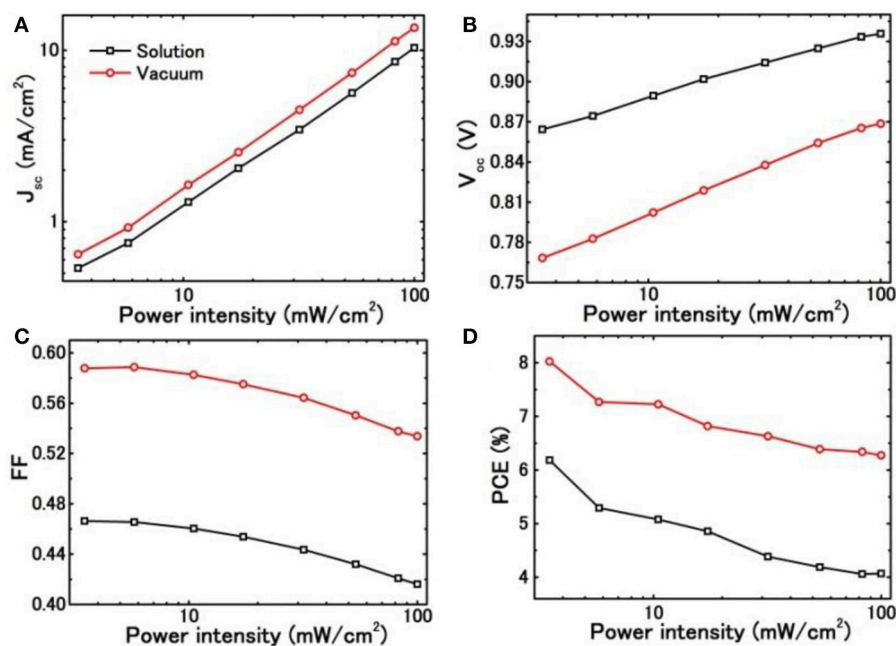 A
Solution
Vacuum
10
1
J_sc (mA/cm²)
10
100
Power intensity (mW/cm²)
B
0.93
0.90
0.87
0.84
0.81
0.78
0.75
V_oc (V)
10
100
Power intensity (mW/cm²)
C
0.60
0.56
0.52
0.48
0.44
0.40
FF
10
100
Power intensity (mW/cm²)
D
8
7
6
5
4
PCE (%)
10
100
Power intensity (mW/cm²)